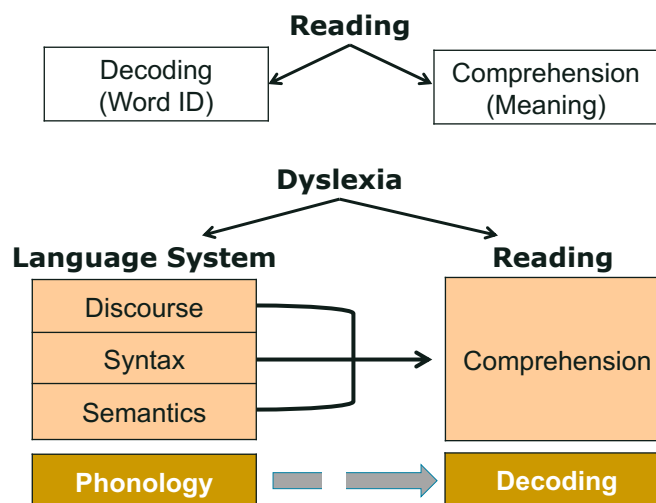 Reading
Decoding
(Word ID)
Comprehension
(Meaning)
Dyslexia
Language System
Reading
Discourse
Syntax
Semantics
Comprehension
Phonology
Decoding